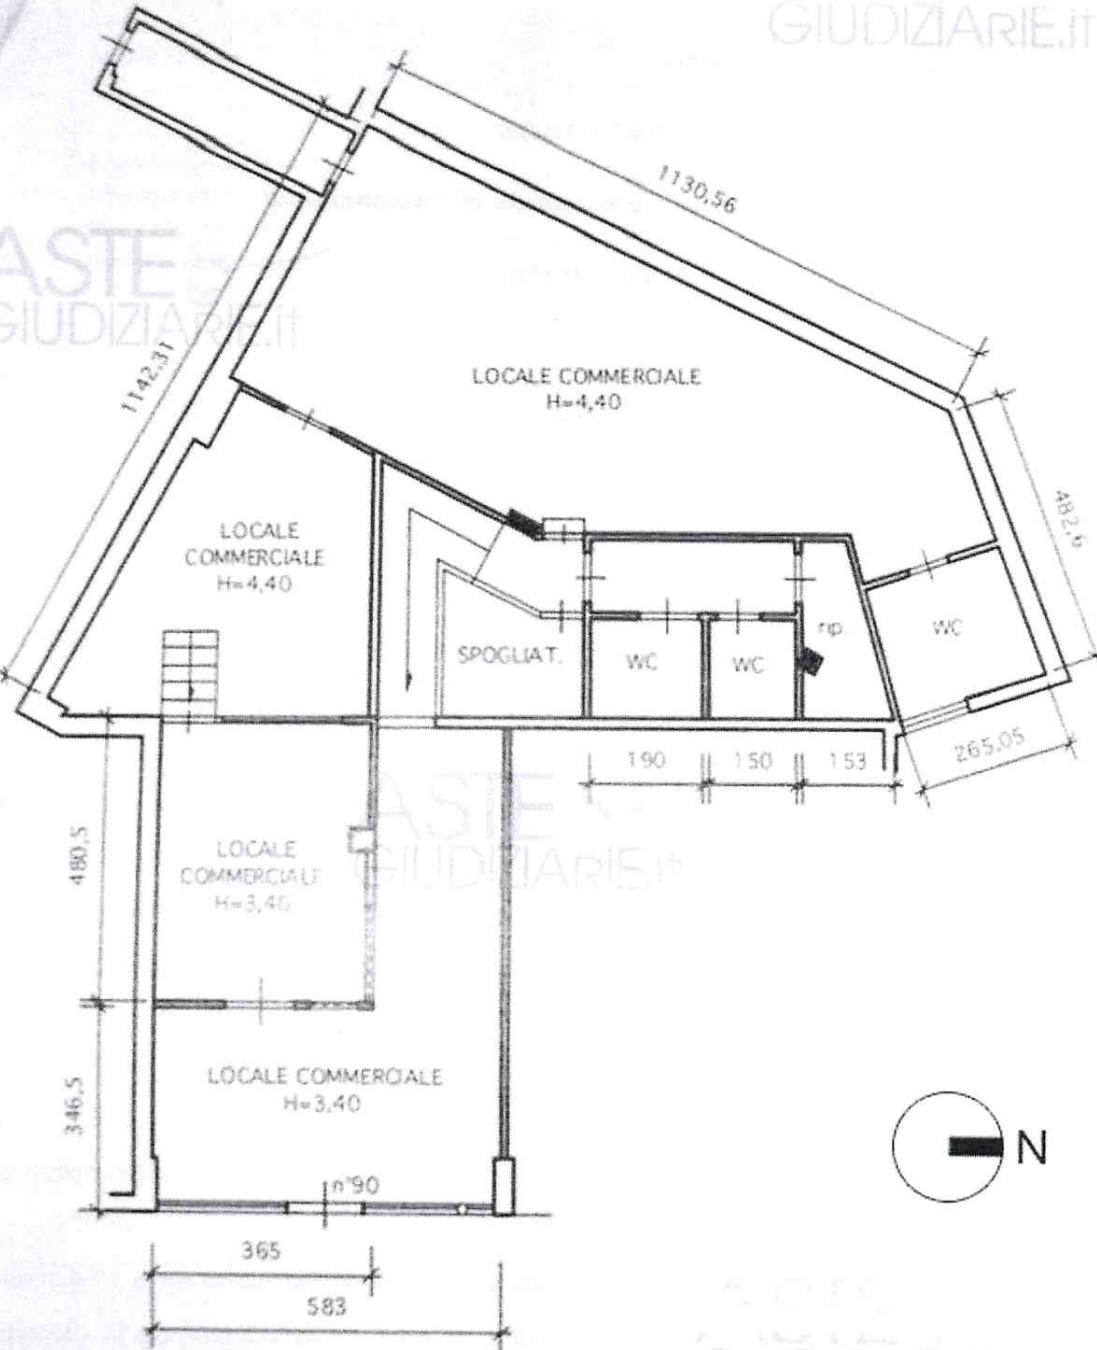 GIUDIZIARIE.it
1130,56
ASTE
GIUDIZIARIE.it
1142,31
LOCALE COMMERCIALE
H=4,40
482,6
LOCALE
COMMERCIALE
H=4,40
rip.
WC
SPOGLIAT.
WC
WC
190
150
153
265,05
ASTE
GIUDIZIARIE.it
480,5
LOCALE
COMMERCIALE
H=3,40
LOCALE COMMERCIALE
H=3,40
346,5
N
n°90
365
583